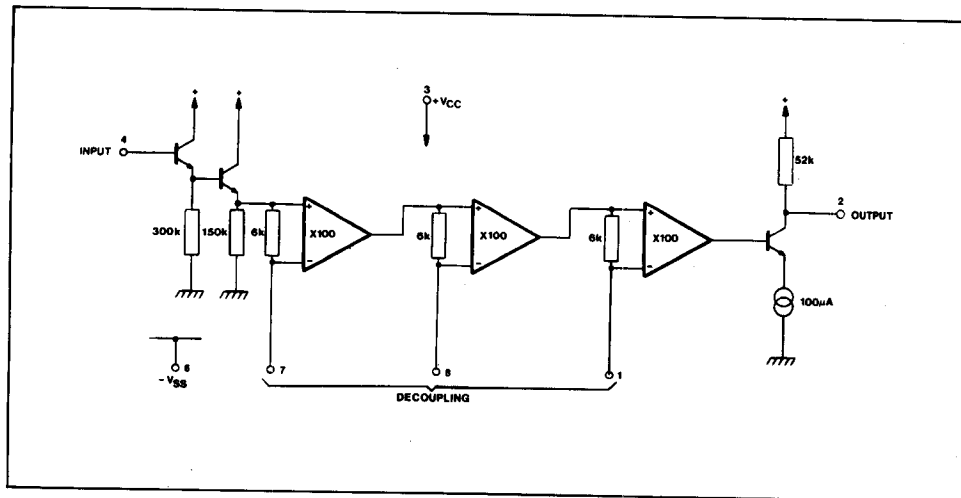 3
+VCC
+
+
+
4
INPUT
52k
2
OUTPUT
300k
150k
6k
+
X100
-
6k
+
X100
-
6k
+
X100
-
100µA
6
- VSS
7
8
1
DECOUPLING